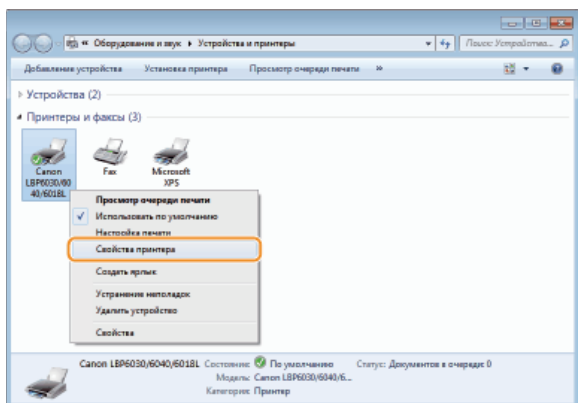 « Оборудование и звук ▸ Устройства и принтеры
Поиск: Устройства...
Добавление устройства Установка принтера Просмотр очереди печати »
Устройства (2)
Принтеры и факсы (3)
Canon LBP6030/60 40/6018L
Fax
Microsoft XPS
Просмотр очереди печати
Использовать по умолчанию
Настройка печати
Свойства принтера
Создать ярлык
Устранение неполадок
Удалить устройство
Свойства
Canon LBP6030/6040/6018L Состояние: По умолчанию Статус: Документов в очереди: 0
Модель: Canon LBP6030/6040/6...
Категория: Принтер